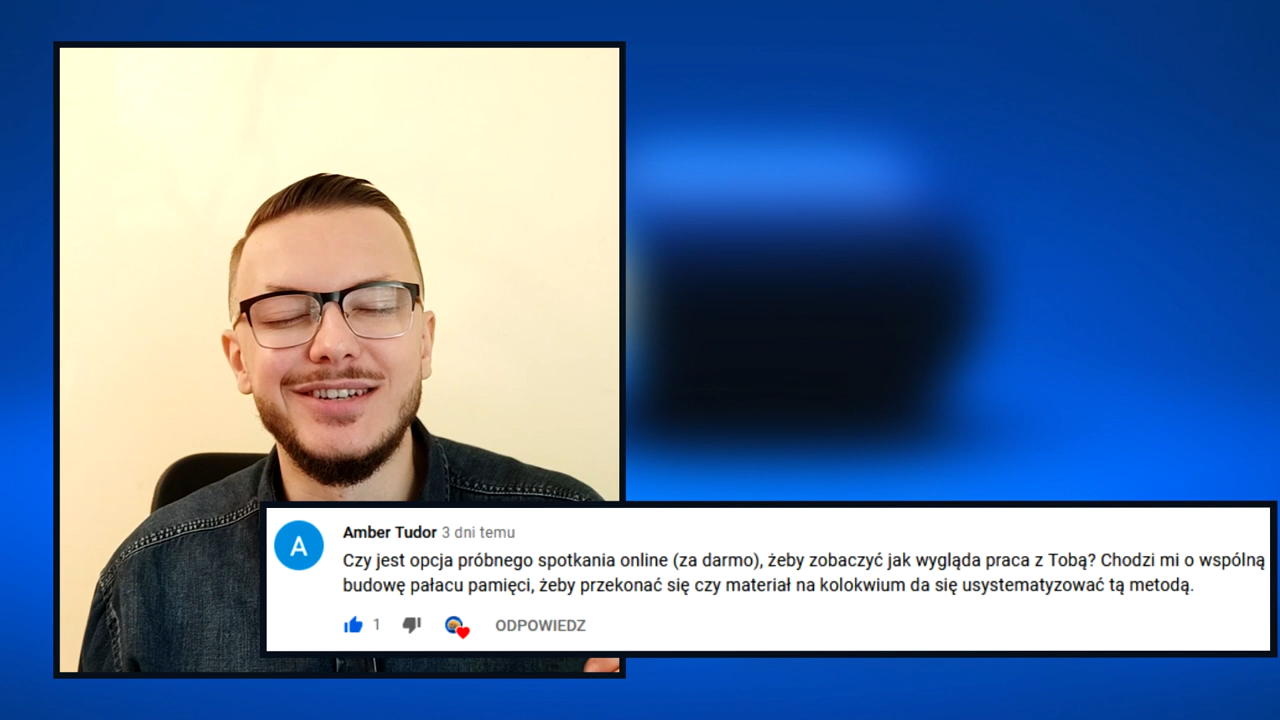 A
Amber Tudor 3 dni temu
Czy jest opcja próbnego spotkania online (za darmo), żeby zobaczyć jak wygląda praca z Tobą? Chodzi mi o wspólną
budowę pałacu pamięci, żeby przekonać się czy materiał na kolokwium da się usystematyzować tą metodą.
1 ODPOWIEDZ